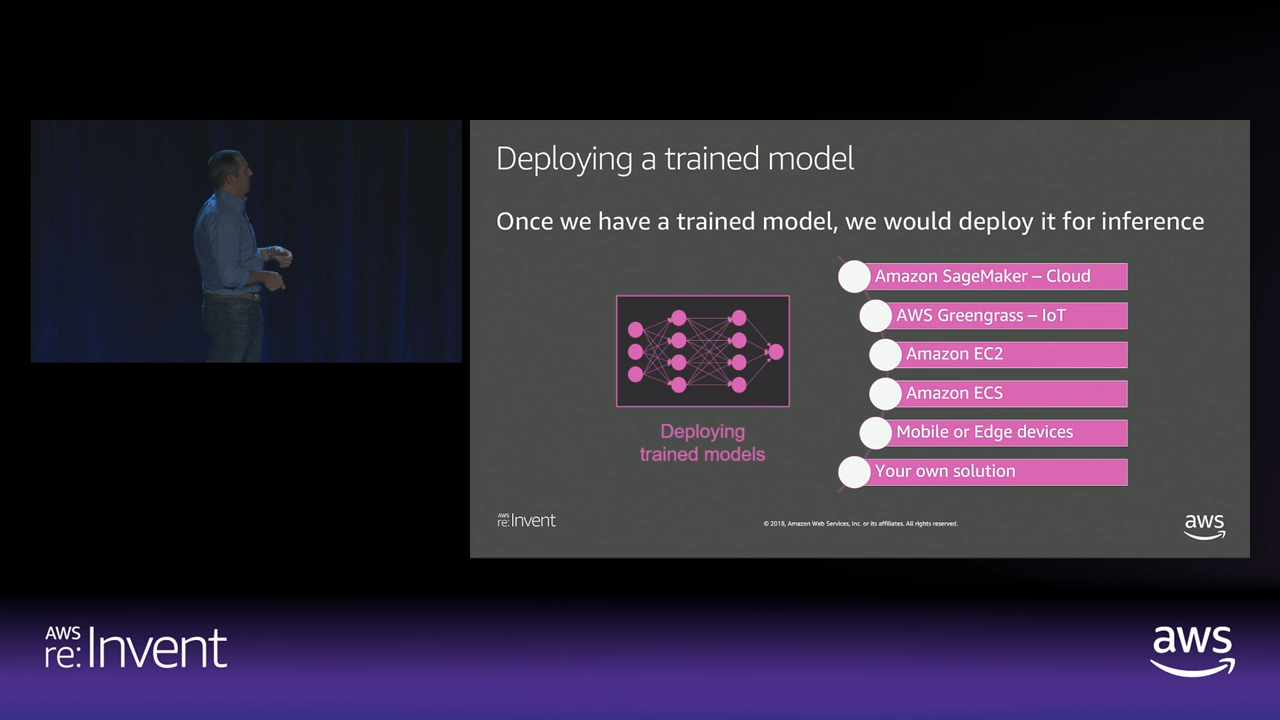 Deploying a trained model
Once we have a trained model, we would deploy it for inference
Amazon SageMaker – Cloud
AWS Greengrass – IoT
Amazon EC2
Amazon ECS
Mobile or Edge devices
Your own solution
Deploying
trained models
AWS
re:Invent
© 2018, Amazon Web Services, Inc. or its affiliates. All rights reserved.
aws
AWS
re:Invent
aws